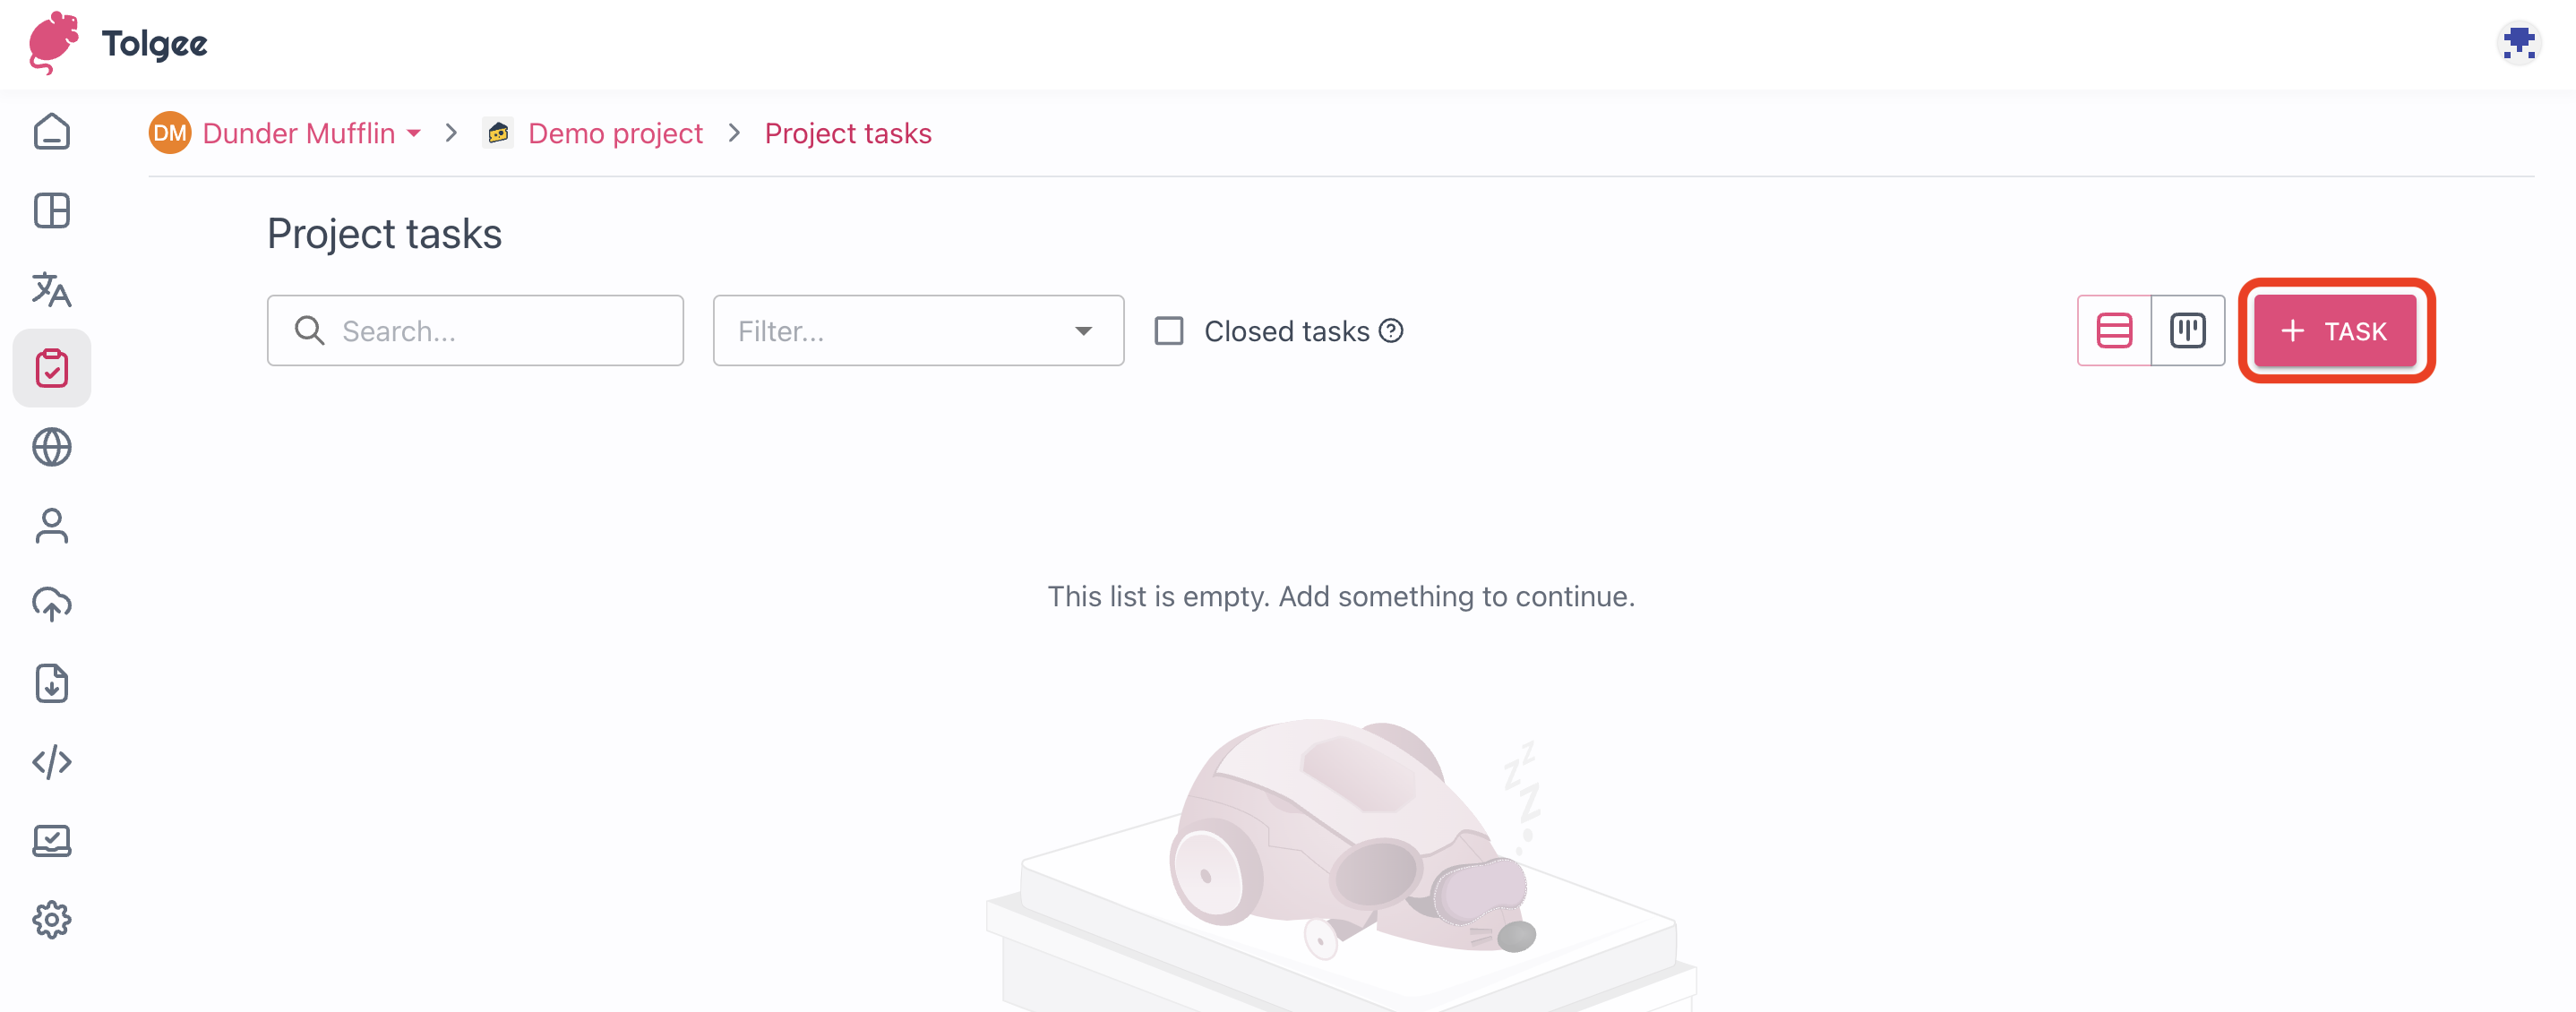 Tolgee
DM Dunder Mufflin > Demo project > Project tasks
Project tasks
Search...
Filter...
Closed tasks
+ TASK
This list is empty. Add something to continue.
z
z
z